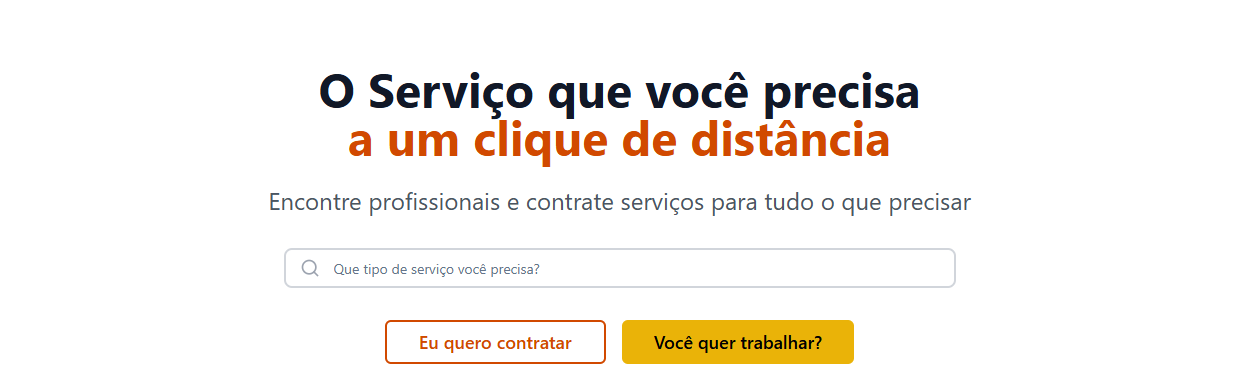 O Serviço que você precisa
a um clique de distância
Encontre profissionais e contrate serviços para tudo o que precisar
Que tipo de serviço você precisa?
Eu quero contratar
Você quer trabalhar?